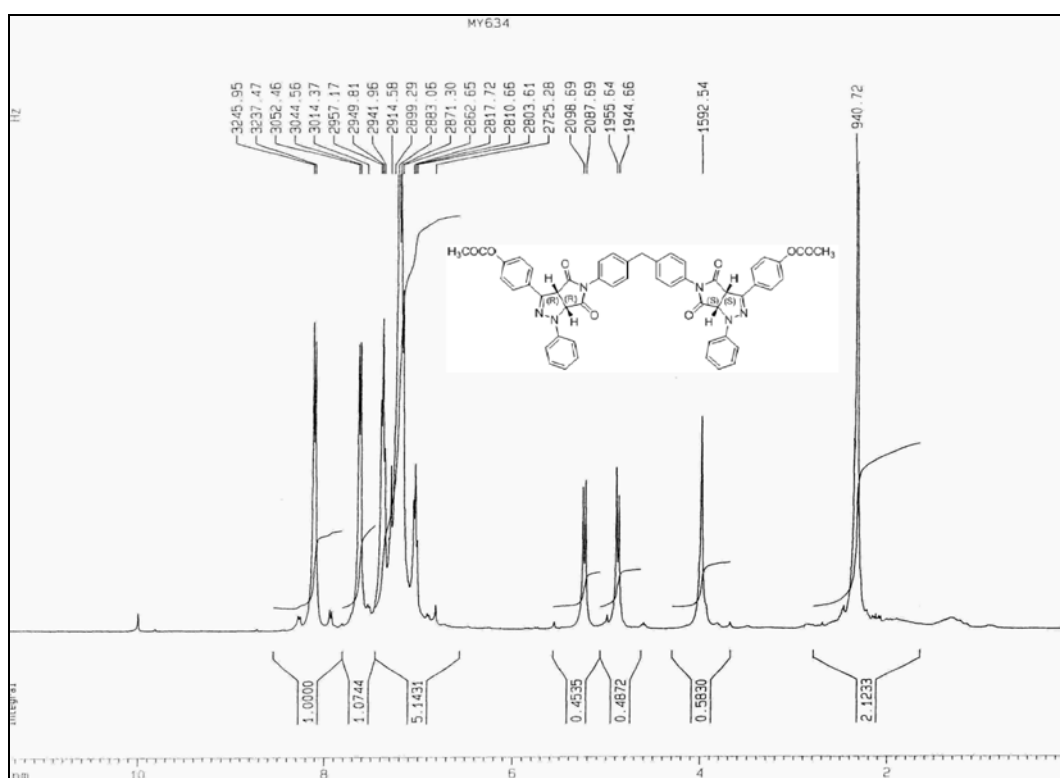 MY634
HZ
3245.95
3237.47
3052.46
3044.56
3014.37
2957.17
2949.81
2941.96
2914.58
2899.29
2883.06
2871.30
2862.65
2817.72
2810.66
2803.61
2725.28
2098.69
2087.69
1955.64
1944.66
1592.54
940.72
H₃COCO
O
H
N
O
(R) (R)
N
N
H
O
N
O
H
(S) (S)
N
N
H
OCOCH₃
Integral
1.0000
1.0744
5.1431
0.4535
0.4872
0.5830
2.1233
ppm
10
8
6
4
2